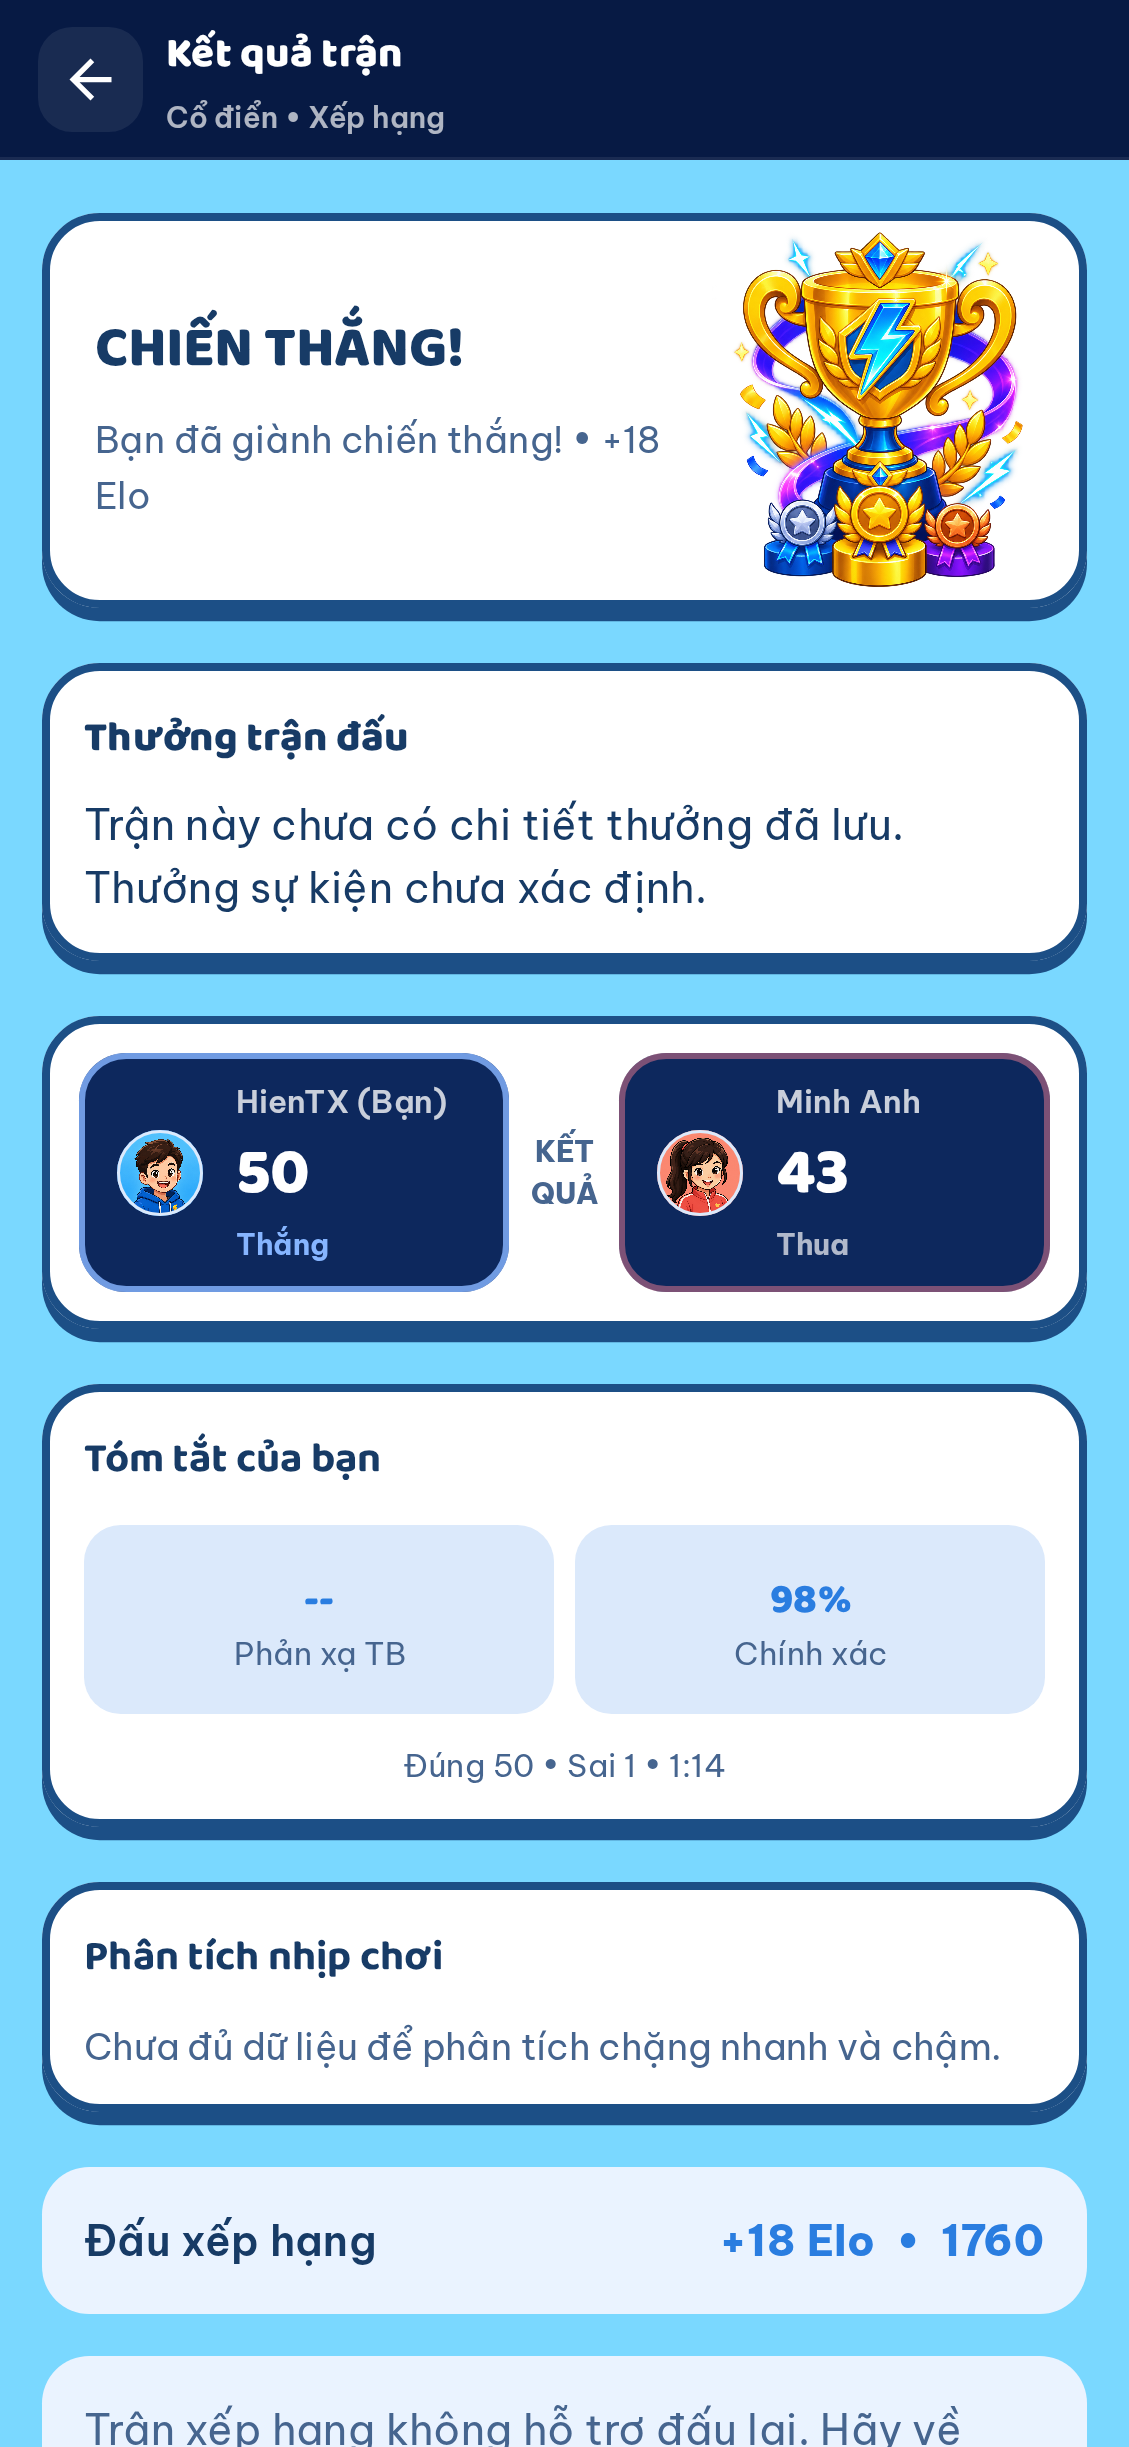 Kết quả trận
Cổ điển • Xếp hạng
CHIẾN THẮNG!
Bạn đã giành chiến thắng! • +18
Elo
Thưởng trận đấu
Trận này chưa có chi tiết thưởng đã lưu.
Thưởng sự kiện chưa xác định.
HienTX (Bạn)
50
Thắng
KẾT
QUẢ
Minh Anh
43
Thua
Tóm tắt của bạn
--
Phản xạ TB
98%
Chính xác
Đúng 50 • Sai 1 • 1:14
Phân tích nhịp chơi
Chưa đủ dữ liệu để phân tích chặng nhanh và chậm.
Đấu xếp hạng
+18 Elo • 1760
Trận xếp hạng không hỗ trợ đấu lại. Hãy về